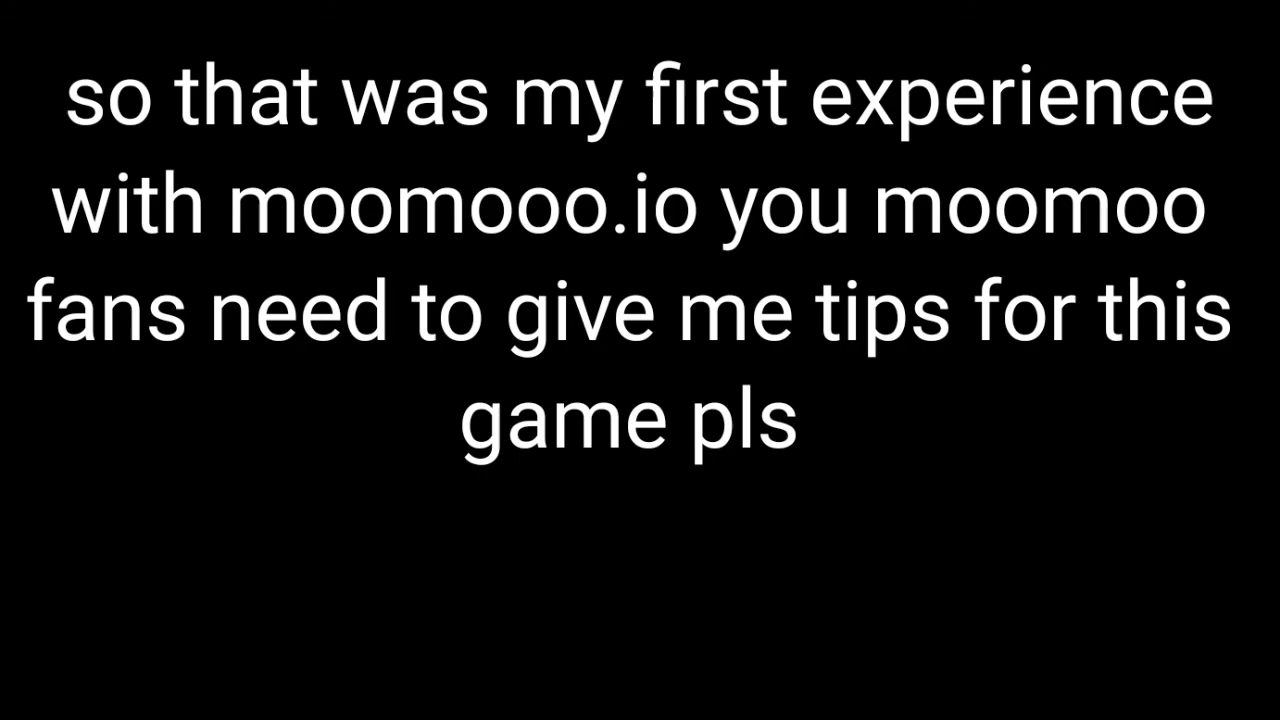 so that was my first experience
with moomooo.io you moomoo
fans need to give me tips for this
game pls